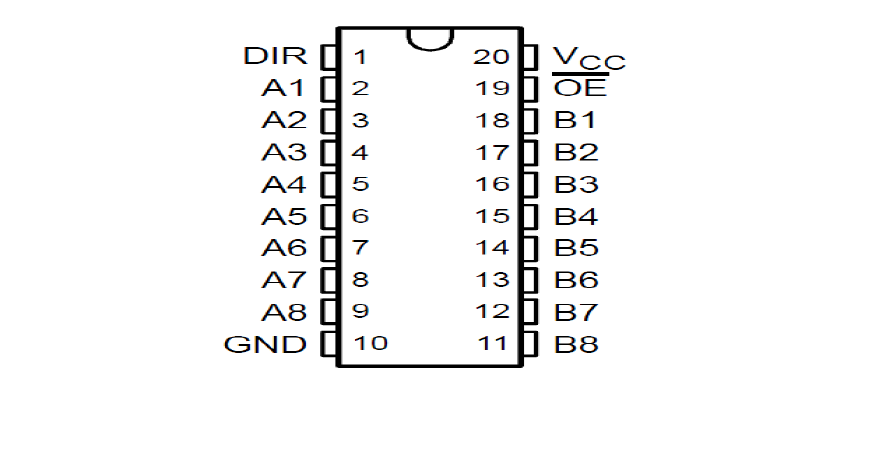 DIR 1 20 VCC
A1 2 19 O̅E̅
A2 3 18 B1
A3 4 17 B2
A4 5 16 B3
A5 6 15 B4
A6 7 14 B5
A7 8 13 B6
A8 9 12 B7
GND 10 11 B8